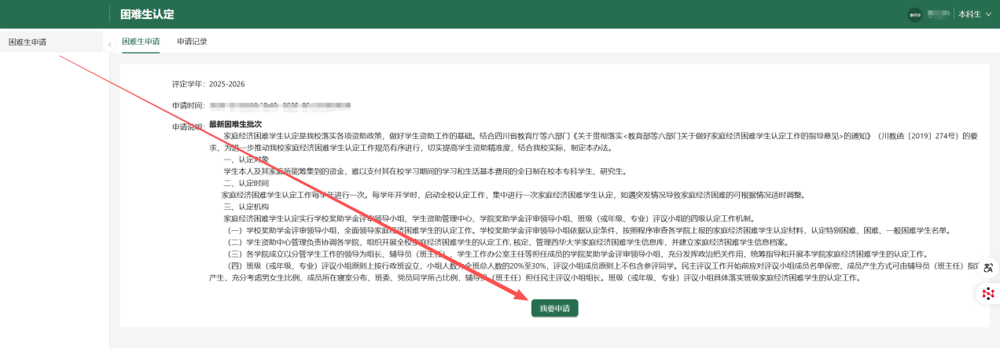 困难生认定
本科生
困难生申请
困难生申请 申请记录
评定学年: 2025-2026
申请时间:
申请说明: 最新困难生批次
家庭经济困难学生认定是我校落实各项资助政策，做好学生资助工作的基础。结合四川省教育厅等六部门《关于贯彻落实<教育部等六部门关于做好家庭经济困难学生认定工作的指导意见>的通知》（川教函〔2019〕274号）的要
求，为进一步推动我校家庭经济困难学生认定工作规范有序进行，切实提高学生资助精准度，结合我校实际，制定本办法。
一、认定对象
学生本人及其家庭所能筹集到的资金，难以支付其在校学习期间的学习和生活基本费用的全日制在校本专科学生、研究生。
二、认定时间
家庭经济困难学生认定工作每学年进行一次。每学年开学时，启动全校认定工作，集中进行一次家庭经济困难学生认定，如遇突发情况导致家庭经济困难的可根据情况适时调整。
三、认定机构
家庭经济困难学生认定实行学校奖助学金评审领导小组、学生资助管理中心、学院奖助学金评审领导小组、班级（或年级、专业）评议小组的四级认定工作机制。
（一）学校奖助学金评审领导小组，全面领导家庭经济困难学生的认定工作。学校奖助学金评审领导小组依据认定条件，按照程序审查各学院上报的家庭经济困难学生认定材料，认定特别困难、困难、一般困难学生名单。
（二）学生资助中心管理负责协调各学院，组织开展全校家庭经济困难学生的认定工作, 核定、管理西华大学家庭经济困难学生信息库，并建立家庭经济困难学生信息档案。
（三）各学院成立以分管学生工作的领导为组长、辅导员（班主任）、学生工作办公室主任等担任成员的学院奖助学金评审领导小组，充分发挥政治把关作用，统筹指导和开展本学院家庭经济困难学生的认定工作。
（四）班级（或年级、专业）评议小组原则上按行政班设立，小组人数为全班总人数的20%至30%，评议小组成员原则上不包含参评同学。民主评议工作开始前应对评议小组成员名单保密，成员产生方式可由辅导员（班主任）指定
产生，充分考虑男女生比例、成员所在寝室分布、班委、党员同学所占比例，辅导员（班主任）担任民主评议小组组长。班级（或年级、专业）评议小组具体落实班级家庭经济困难学生的认定工作。
我要申请